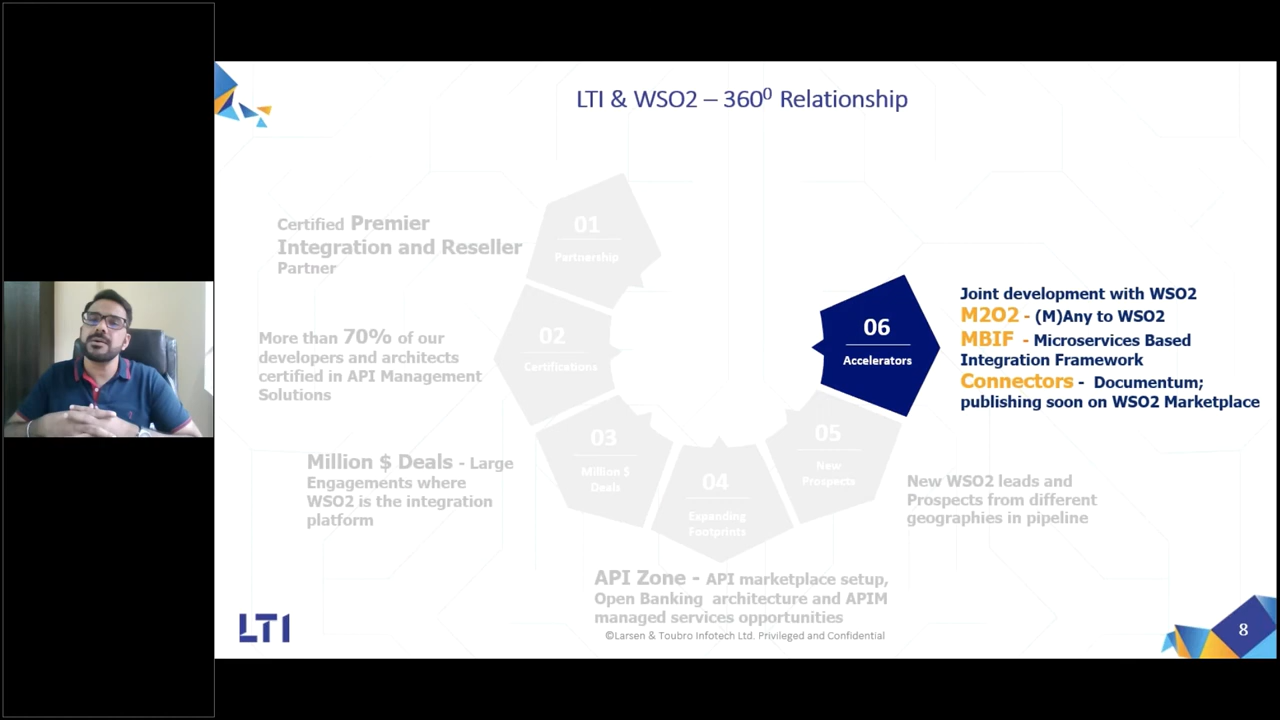 LTI & WSO2 – 360⁰ Relationship
01
Partnership
Certified Premier
Integration and Reseller
Partner
02
Certifications
More than 70% of our
developers and architects
certified in API Management
Solutions
03
Million $
Deals
Million $ Deals - Large
Engagements where
WSO2 is the integration
platform
04
Expanding
Footprints
API Zone - API marketplace setup,
Open Banking architecture and APIM
managed services opportunities
05
New
Prospects
New WSO2 leads and
Prospects from different
geographies in pipeline
06
Accelerators
Joint development with WSO2
M2O2 - (M)Any to WSO2
MBIF - Microservices Based
Integration Framework
Connectors - Documentum;
publishing soon on WSO2 Marketplace
©Larsen & Toubro Infotech Ltd. Privileged and Confidential
LTI
8